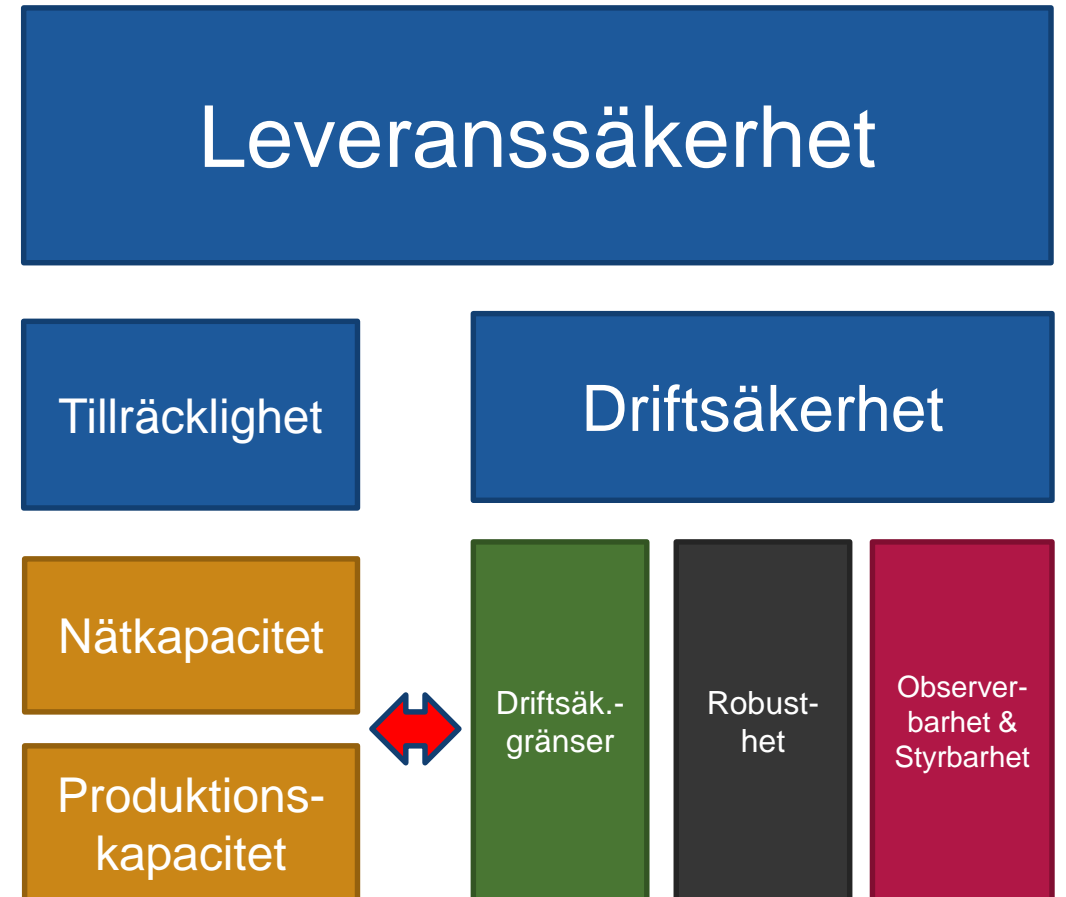 Leveranssäkerhet
Tillräcklighet
Driftsäkerhet
Nätkapacitet
Produktions-
kapacitet
Driftsäk.-
gränser
Robust-
het
Observer-
barhet &
Styrbarhet